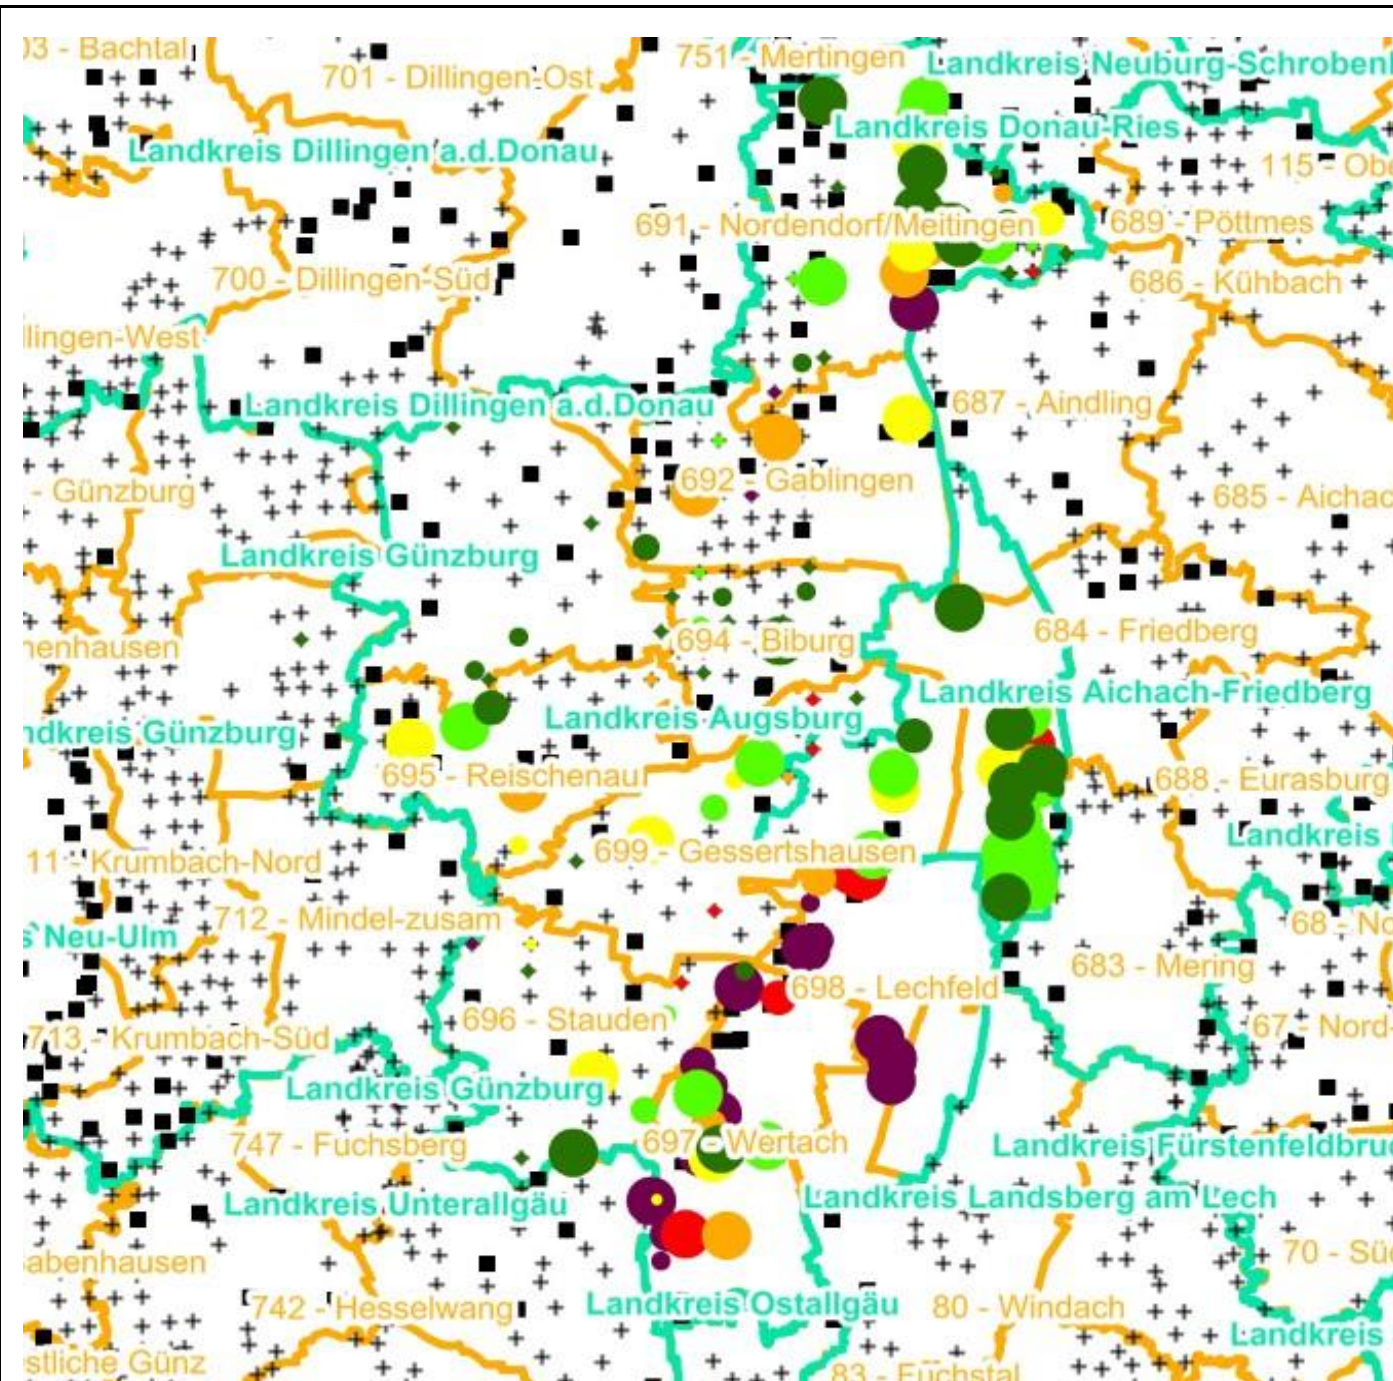 03 - Bachtal
701 - Dillingen-Ost
751 - Mertingen
Landkreis Neuburg-Schroben
Landkreis Donau-Ries
Landkreis Dillingen a.d.Donau
115 - Obe
691 - Nordendorf/Meitingen
689 - Pöttmes
700 - Dillingen-Süd
686 - Kühbach
llingen-West
Landkreis Dillingen a.d.Donau
687 - Aindling
- Günzburg
692 - Gablingen
685 - Aichac
Landkreis Günzburg
nenhausen
694 - Biburg
684 - Friedberg
Landkreis Aichach-Friedberg
ndkreis Günzburg
Landkreis Augsburg
695 - Reischenau
688 - Eurasburg
Landkreis
11 - Krumbach-Nord
699 - Gessertshausen
712 - Mindel-zusam
68 - No
s Neu-Ulm
683 - Mering
698 - Lechfeld
713 - Krumbach-Süd
696 - Stauden
67 - Nord
Landkreis Günzburg
747 - Fuchsberg
697 - Wertach
Landkreis Fürstenfeldbruc
Landkreis Unterallgäu
Landkreis Landsberg am Lech
abenhausen
70 - Sü
742 - Hesselwang
Landkreis Ostallgäu
80 - Windach
Landkreis
stliche Günz
83 - Fuchstal